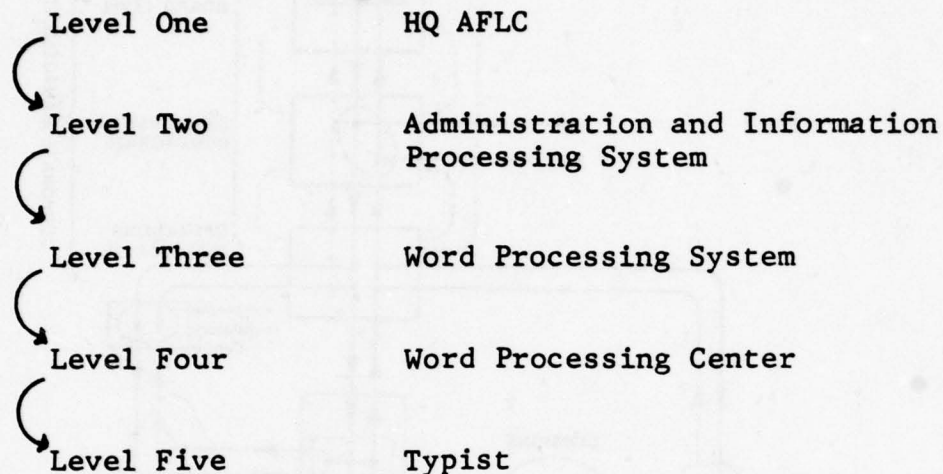 Level One HQ AFLC
Level Two Administration and Information
Processing System
Level Three Word Processing System
Level Four Word Processing Center
Level Five Typist